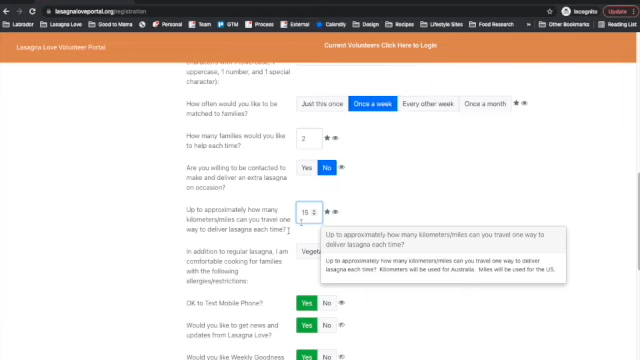 lasagnaloveportal.org/registration
Incognito
Update
Labrador
Lasagna Love
Good to Mama
Personal
Team
GTM
Process
External
Calendly
Design
Recipes
Lifestyle Sites
Food Research
»
Other Bookmarks
Reading List
Lasagna Love Volunteer Portal
Current Volunteers Click Here to Login
uppercase, 1 number, and 1 special
character):
How often would you like to be
matched to families?
Just this once
Once a week
Every other week
Once a month
How many families would you like
to help each time?
2
Are you willing to be contacted to
make and deliver an extra lasagna
on occasion?
Yes
No
Up to approximately how many
kilometers/miles can you travel one
way to deliver lasagna each time?
15
Up to approximately how many kilometers/miles can you travel one way to
deliver lasagna each time?
Up to approximately how many kilometers/miles can you travel one way to deliver
lasagna each time? Kilometers will be used for Australia. Miles will be used for the US.
In addition to regular lasagna, I am
comfortable cooking for families
with the following
allergies/restrictions:
OK to Text Mobile Phone?
Yes
No
Would you like to get news and
updates from Lasagna Love?
Yes
No
Would you like Weekly Goodness
Yes
No